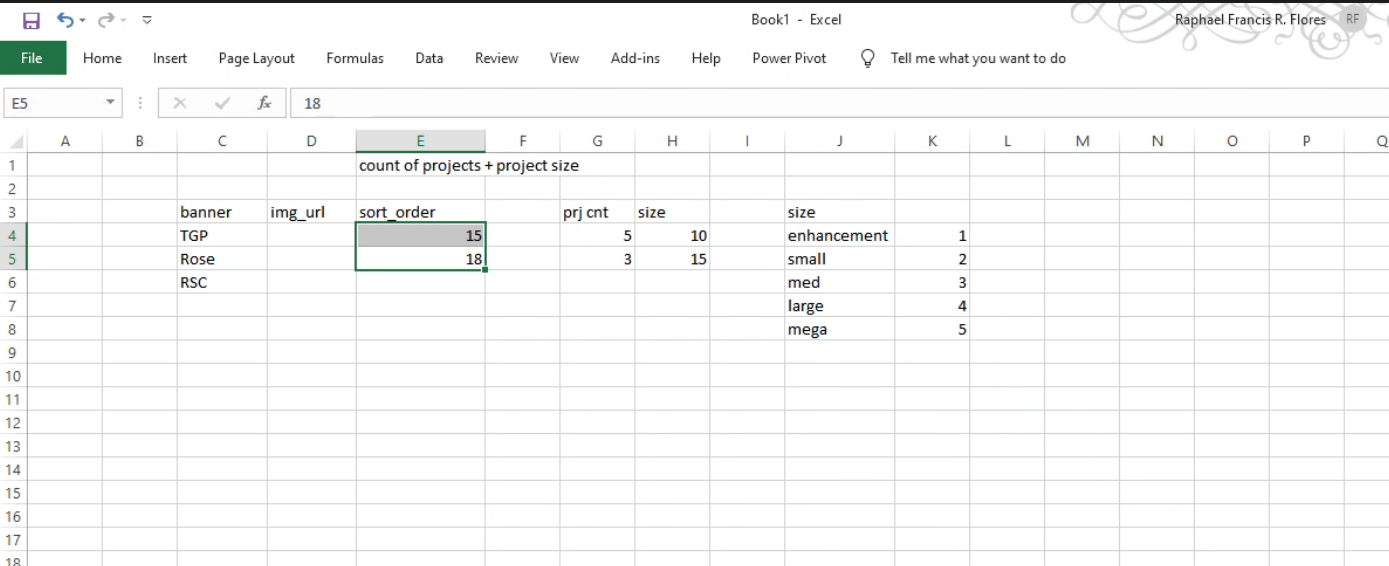 Book1 - Excel
Raphael Francis R. Flores RF
File Home Insert Page Layout Formulas Data Review View Add-ins Help Power Pivot Tell me what you want to do
E5 fx 18
A B C D E F G H I J K L M N O P Q
1 count of projects + project size
2
3 banner img_url sort_order prj cnt size size
4 TGP 15 5 10 enhancement 1
5 Rose 18 3 15 small 2
6 RSC med 3
7 large 4
8 mega 5
9
10
11
12
13
14
15
16
17
18